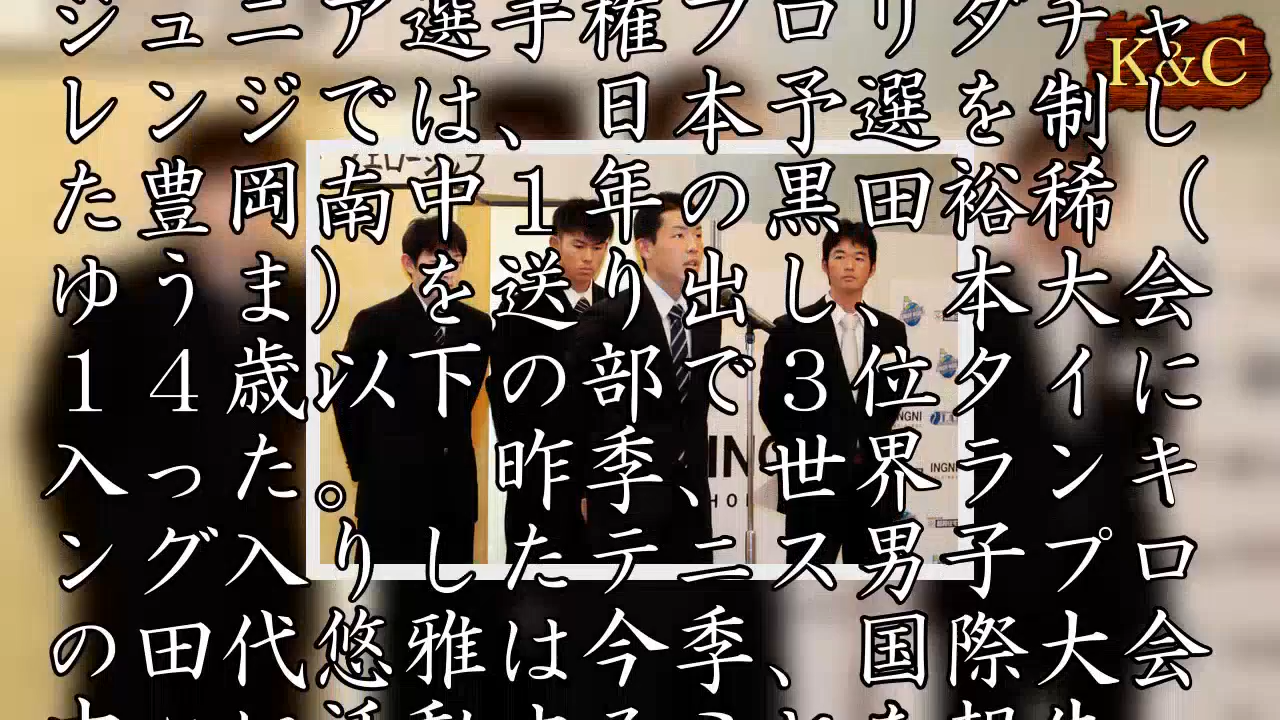 ジュニア選手権フロリダチャ
K&C
レンジでは、日本予選を制し
た豊岡南中１年の黒田裕稀（
ゆうま）を送り出し、本大会
１４歳以下の部で３位タイに
入った。　昨季、世界ランキ
ング入りしたテニス男子プロ
の田代悠雅は今季、国際大会
INGNI
INGNI